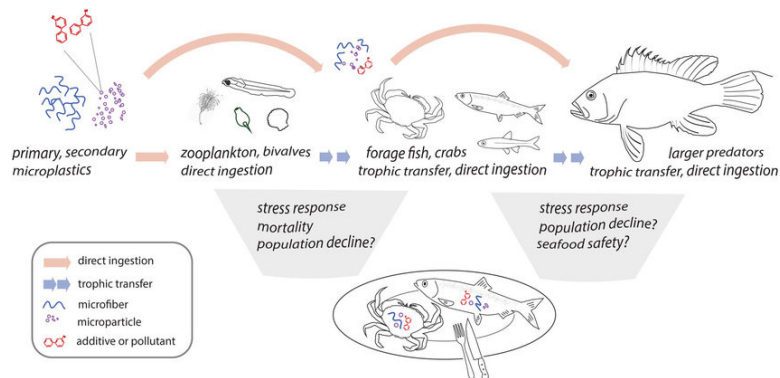 primary, secondary
microplastics
zooplankton, bivalves
direct ingestion
forage fish, crabs
trophic transfer, direct ingestion
larger predators
trophic transfer, direct ingestion
stress response
mortality
population decline?
stress response
population decline?
seafood safety?
direct ingestion
trophic transfer
microfiber
microparticle
additive or pollutant